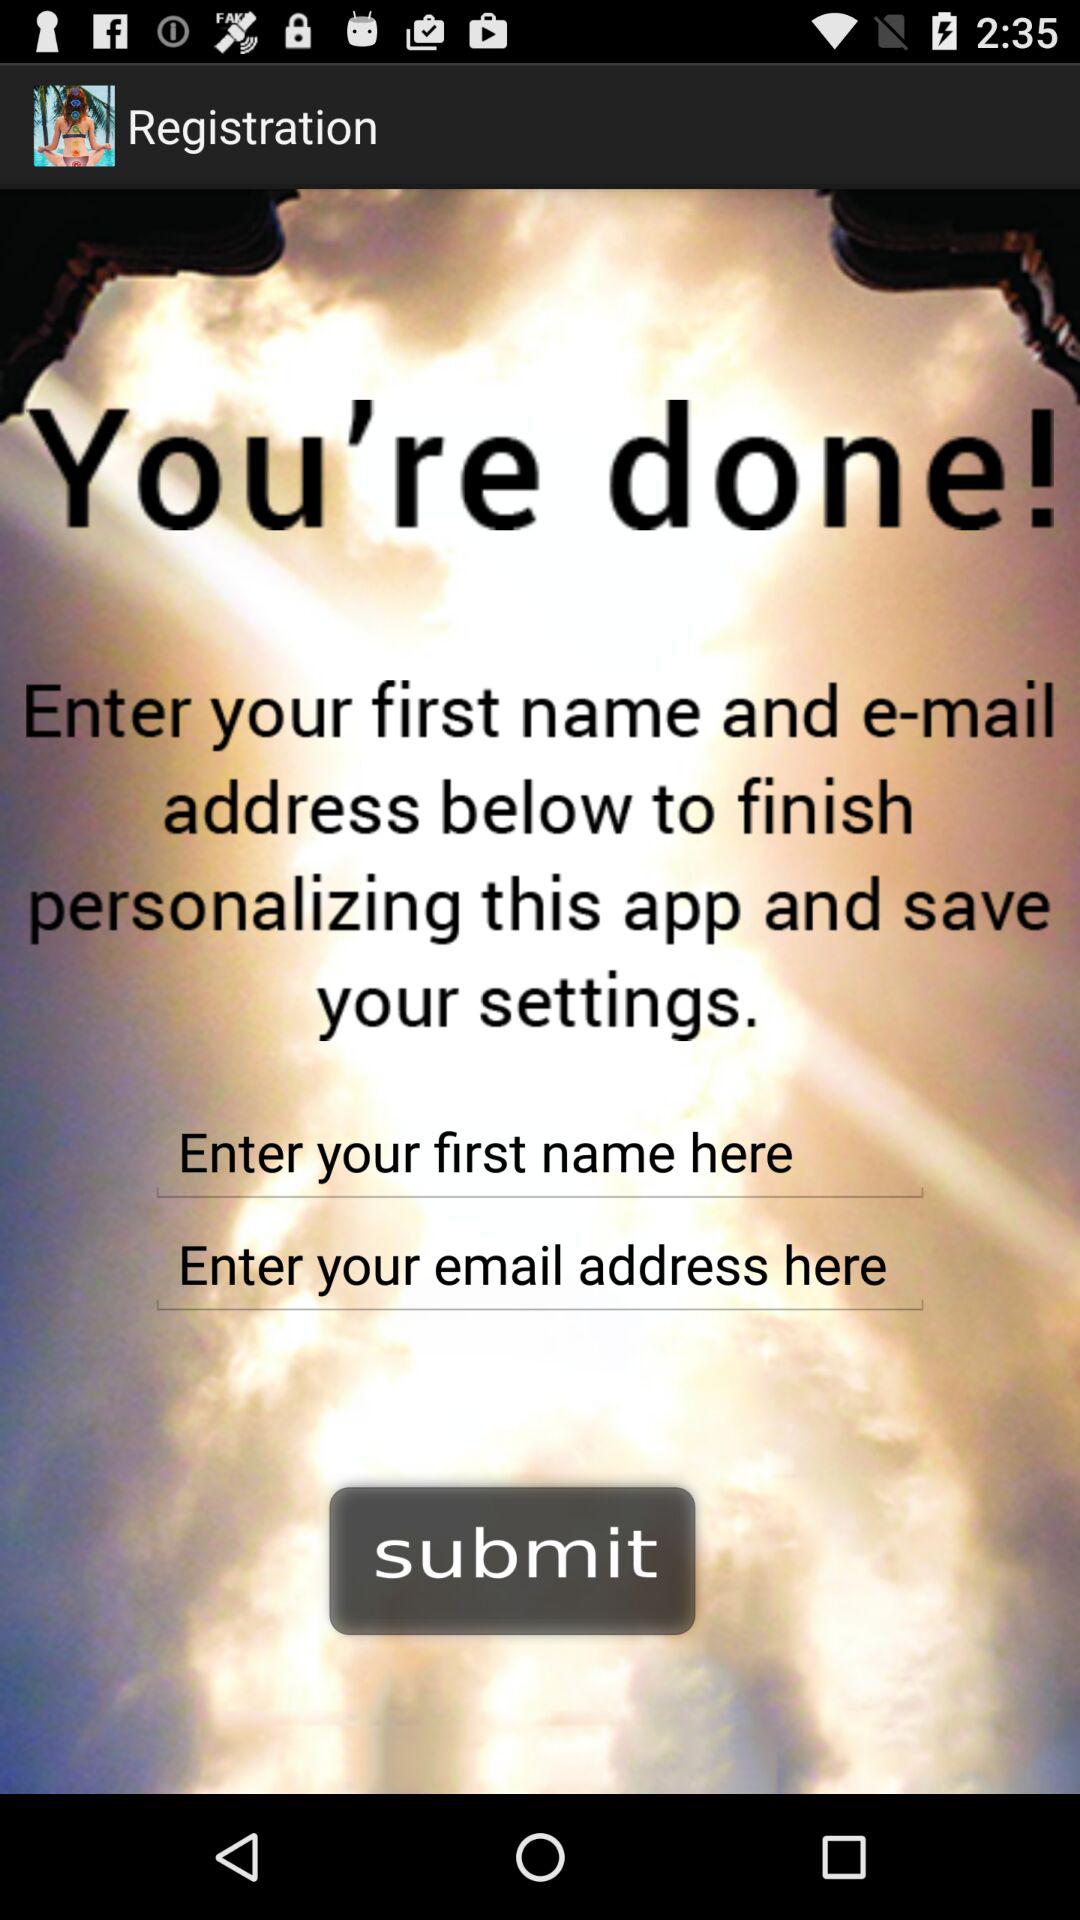 FAKE
2:35
Registration
You're done!
Enter your first name and e-mail
address below to finish
personalizing this app and save
your settings.
Enter your first name here
Enter your email address here
submit